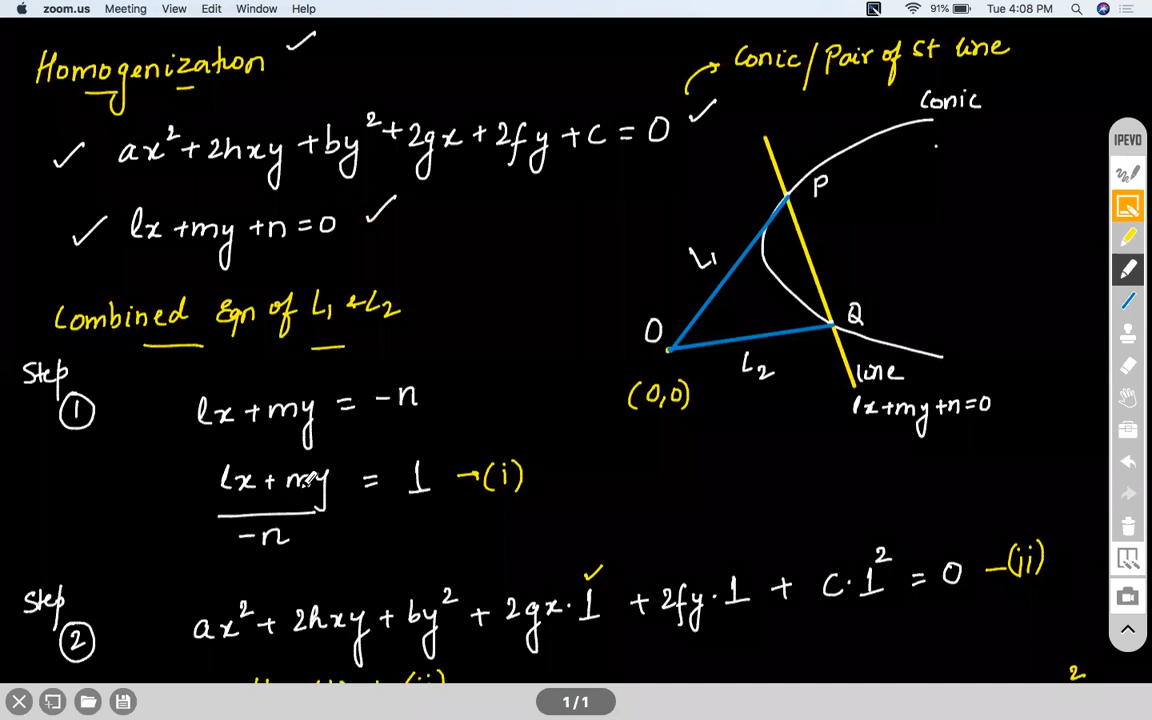 zoom.us Meeting View Edit Window Help 91% Tue 4:08 PM
Homogenization
Conic/Pair of St line
Conic
IPEVO
ax²+2hxy+by²+2gx+2fy+c=0
P
lx+my+n=0
L₁
Combined Eqn of L₁ & L₂
O
Q
(0,0)
L₂
line
lx+my+n=0
Step
①
lx+my = -n
lx+my / -n = 1 →(i)
Step
②
ax²+2hxy+by²+2gx·1+2fy·1+c·1²=0 —(ii)
(ii)
2
1/1